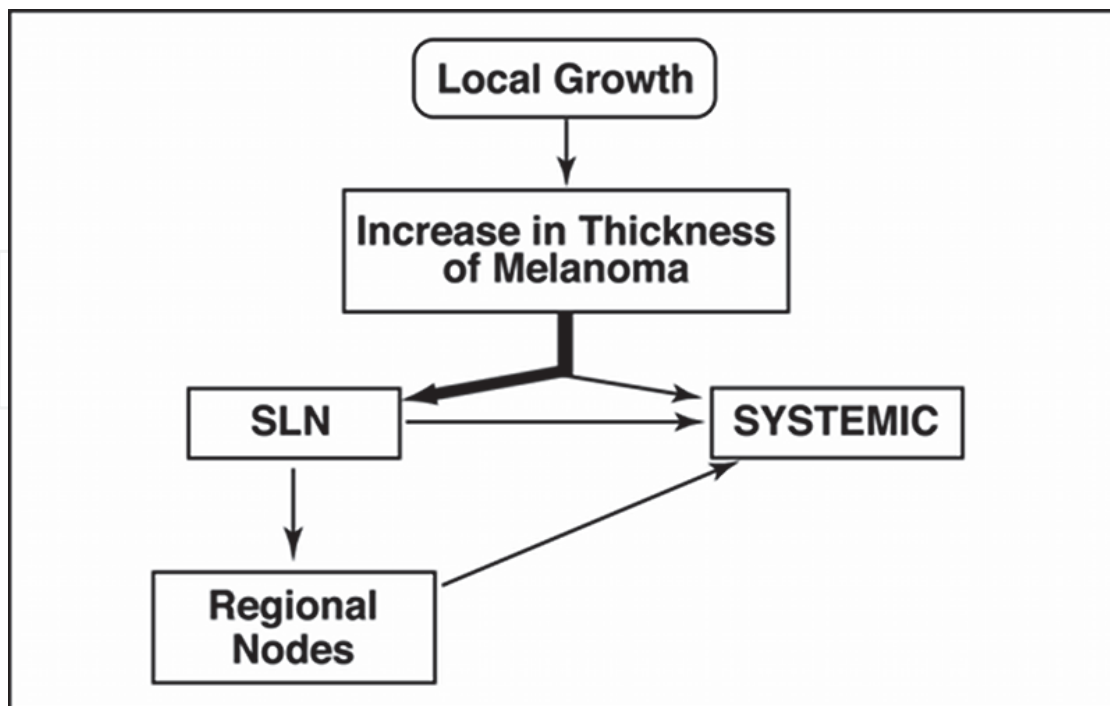 Local Growth
Increase in Thickness
of Melanoma
SLN
SYSTEMIC
Regional
Nodes